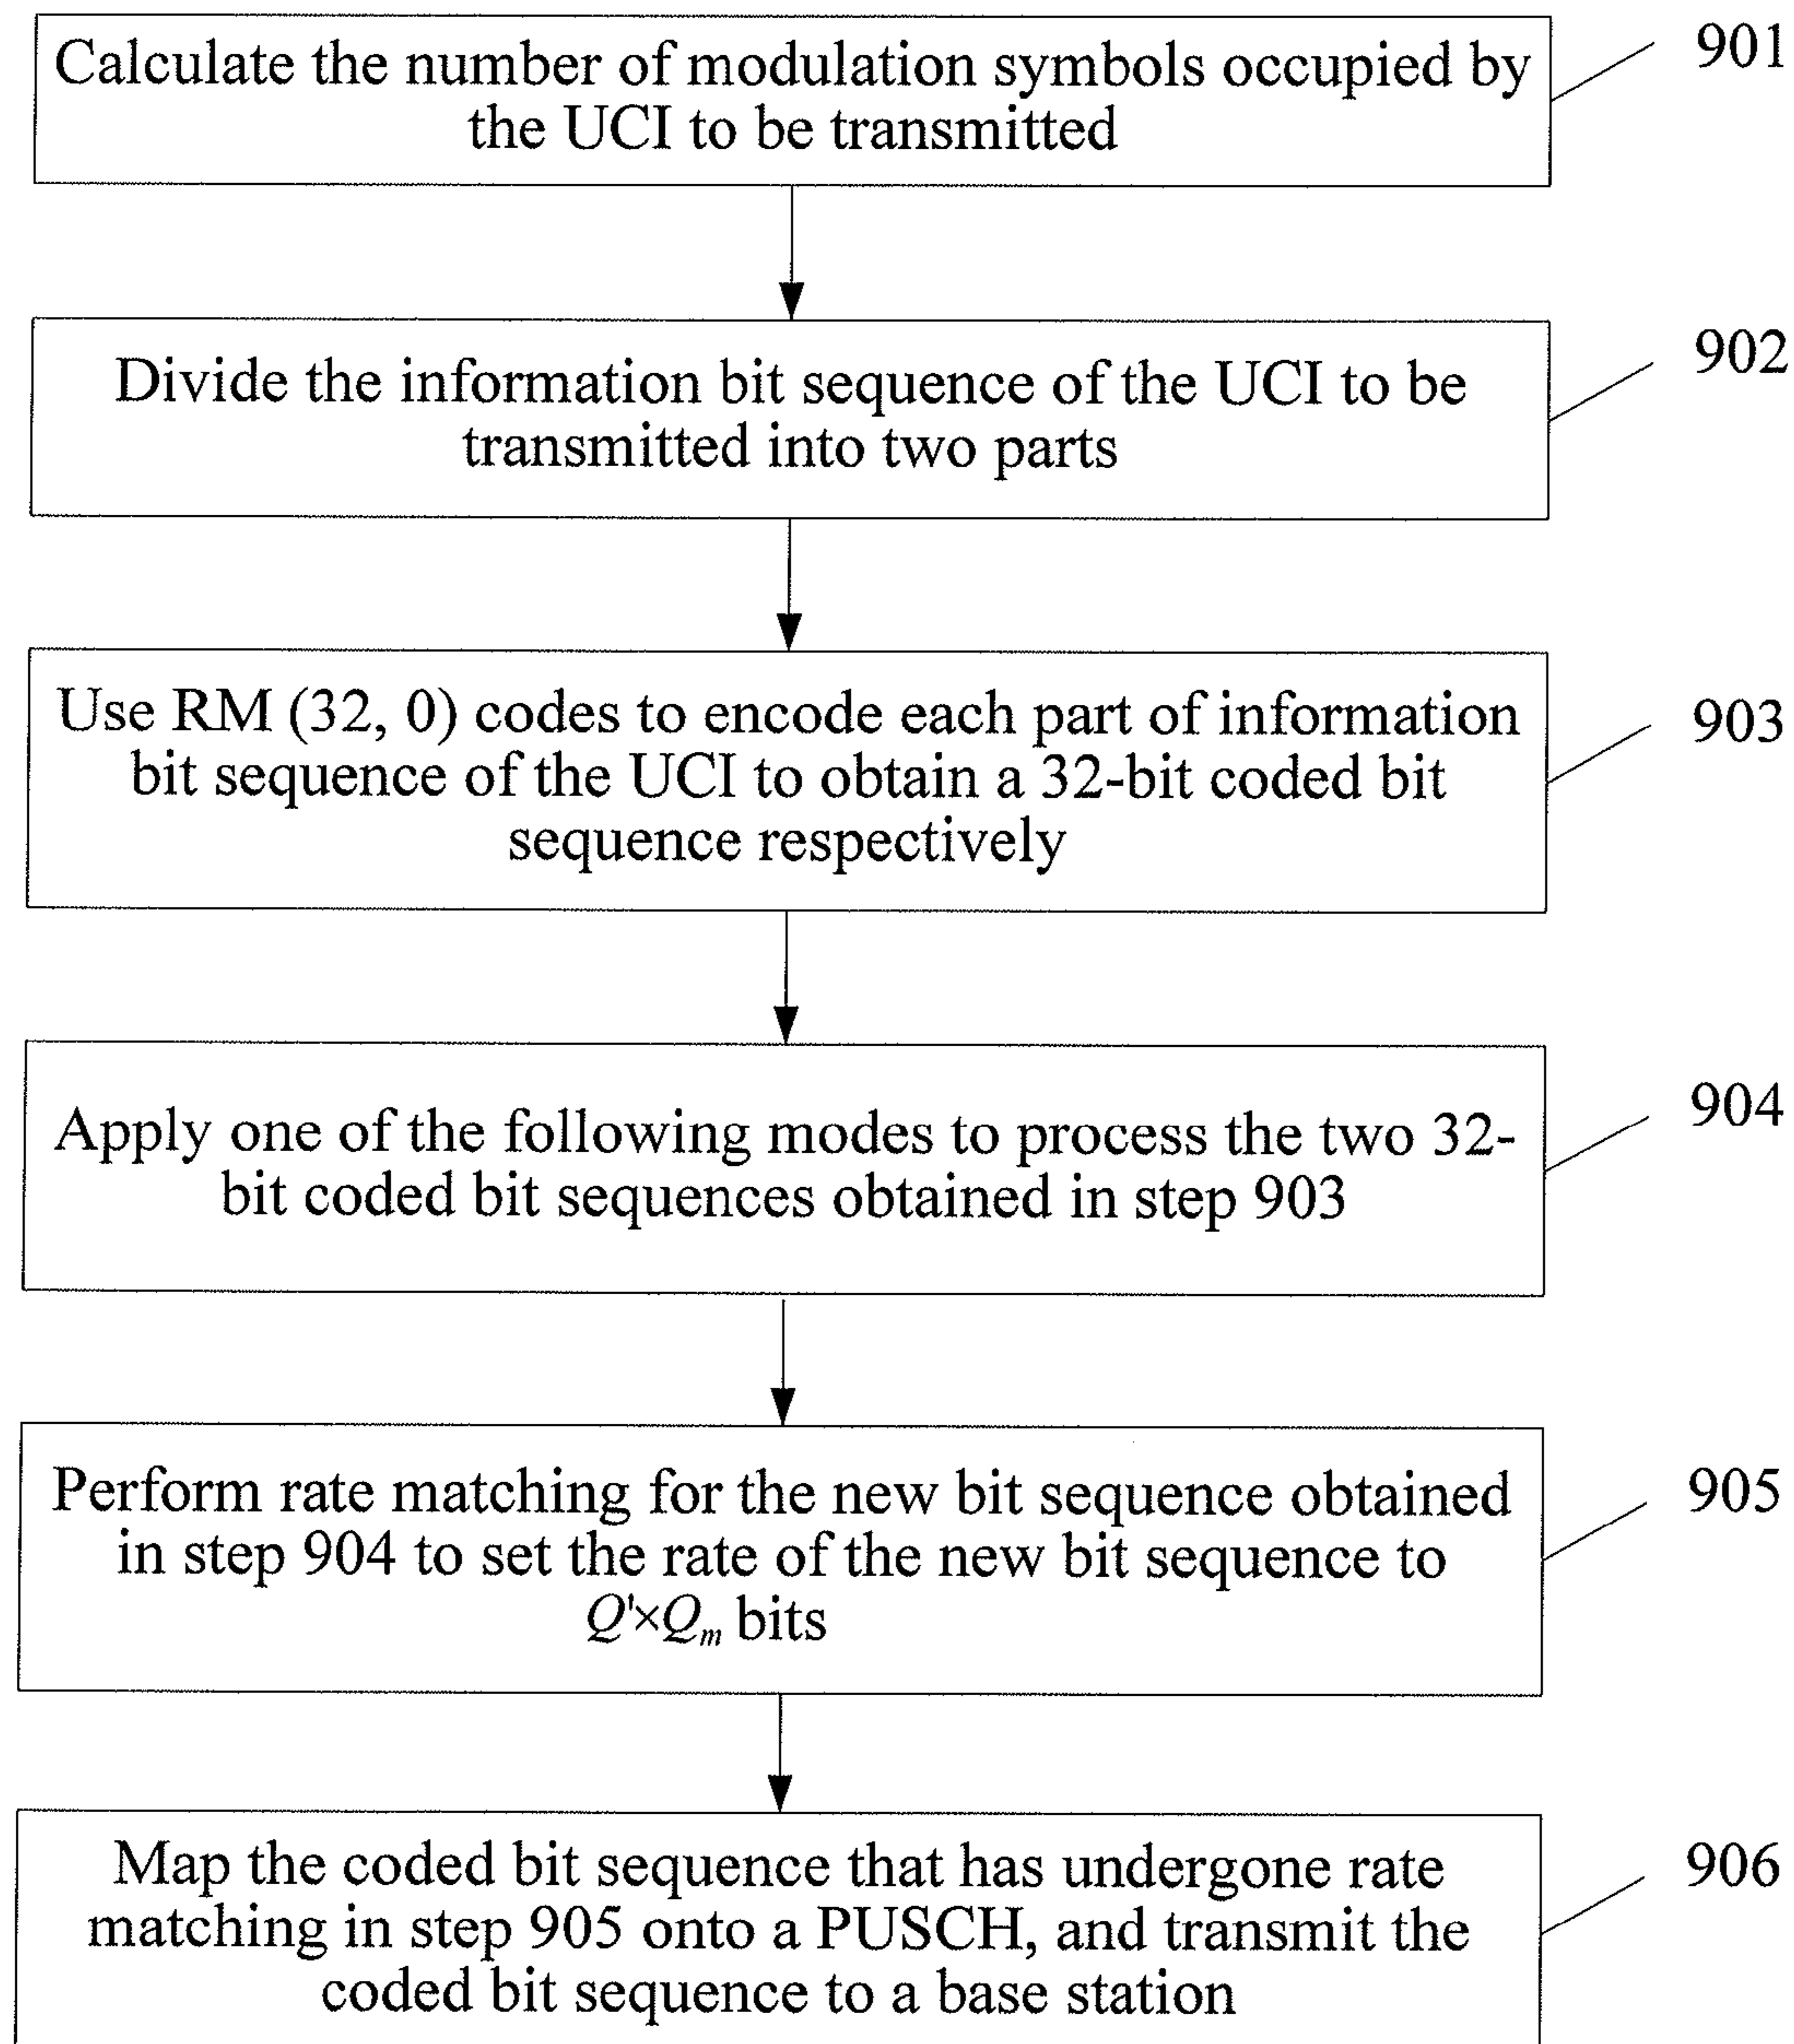 Calculate the number of modulation symbols occupied by
the UCI to be transmitted
901
Divide the information bit sequence of the UCI to be
transmitted into two parts
902
Use RM (32, 0) codes to encode each part of information
bit sequence of the UCI to obtain a 32-bit coded bit
sequence respectively
903
Apply one of the following modes to process the two 32-
bit coded bit sequences obtained in step 903
904
Perform rate matching for the new bit sequence obtained
in step 904 to set the rate of the new bit sequence to
Q'×Qm bits
905
Map the coded bit sequence that has undergone rate
matching in step 905 onto a PUSCH, and transmit the
coded bit sequence to a base station
906